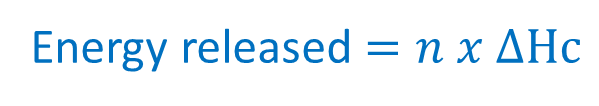 Energy released = n x ΔHc